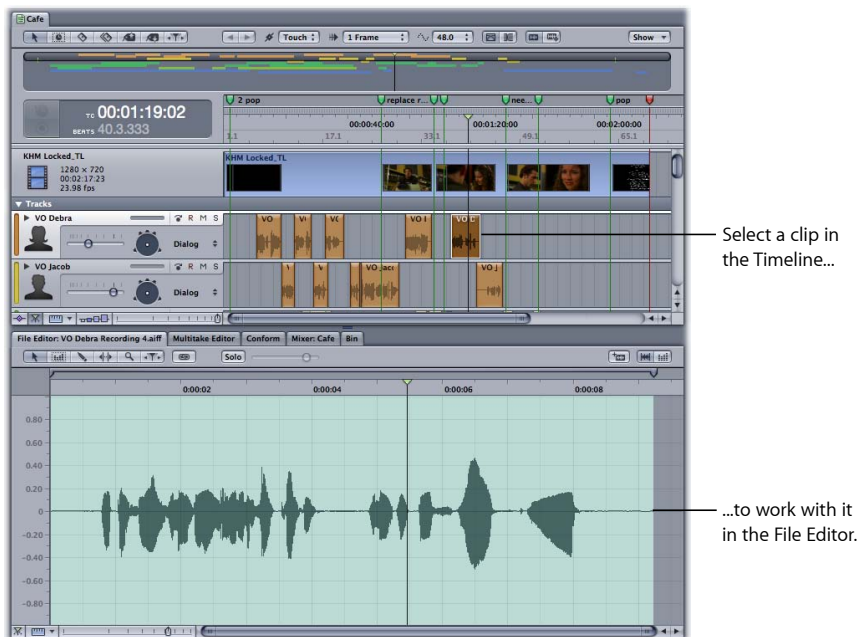 Cafe
Touch
1 Frame
48.0
Show
2 pop
replace r...
nee...
pop
TC 00:01:19:02
BEATS 40.3.333
00:00:40:00
00:01:20:00
00:02:00:00
1.1
17.1
33.1
49.1
65.1
KHM Locked_TL
1280 × 720
00:02:17:23
23.98 fps
KHM Locked_TL
Tracks
VO Debra
R M S
Dialog
VO
VO I
VO D
VO Jacob
R M S
Dialog
VO Jac
VO J
Select a clip in
the Timeline...
File Editor: VO Debra Recording 4.aiff
Multitake Editor
Conform
Mixer: Cafe
Bin
Solo
0:00:02
0:00:04
0:00:06
0:00:08
0.80
0.60
0.40
0.20
0
-0.20
-0.40
-0.60
-0.80
...to work with it
in the File Editor.